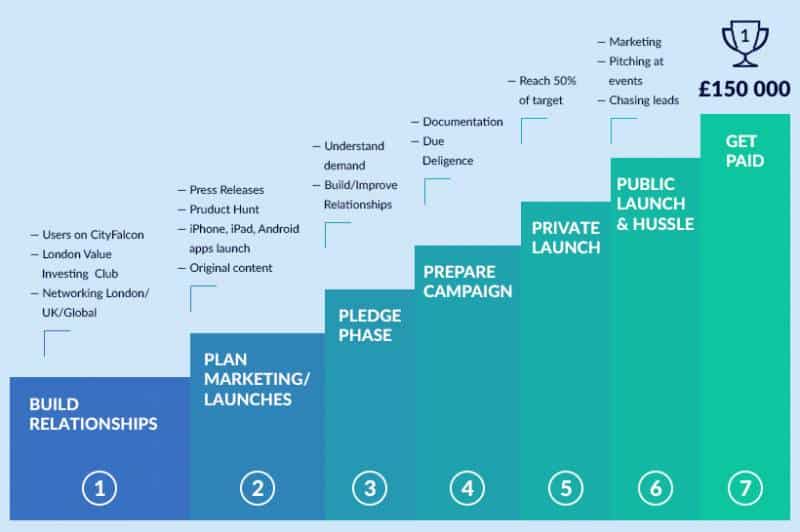 — Users on CityFalcon
— London Value
Investing Club
— Networking London/
UK/Global
BUILD
RELATIONSHIPS
1
— Press Releases
— Pruduct Hunt
— iPhone, iPad, Android
apps launch
— Original content
PLAN
MARKETING/
LAUNCHES
2
— Understand
demand
— Build/Improve
Relationships
PLEDGE
PHASE
3
— Documentation
— Due
Deligence
PREPARE
CAMPAIGN
4
— Reach 50%
of target
PRIVATE
LAUNCH
5
— Marketing
— Pitching at
events
— Chasing leads
PUBLIC
LAUNCH
& HUSSLE
6
1
£150 000
GET
PAID
7